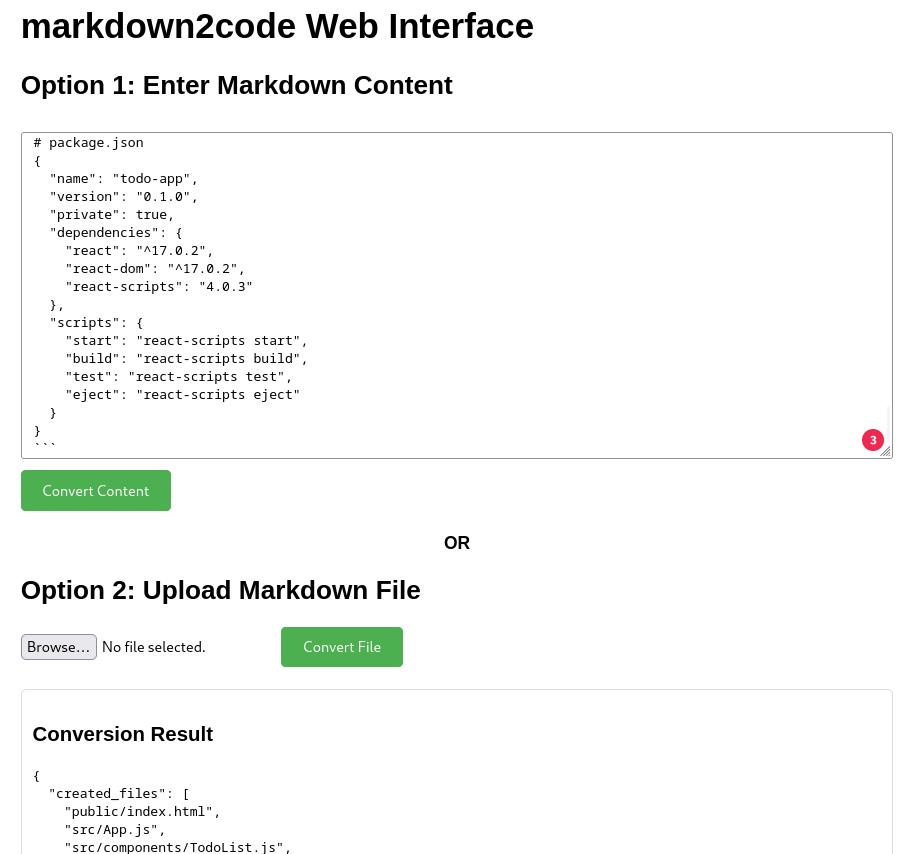 markdown2code Web Interface
Option 1: Enter Markdown Content
# package.json
{
  "name": "todo-app",
  "version": "0.1.0",
  "private": true,
  "dependencies": {
    "react": "^17.0.2",
    "react-dom": "^17.0.2",
    "react-scripts": "4.0.3"
  },
  "scripts": {
    "start": "react-scripts start",
    "build": "react-scripts build",
    "test": "react-scripts test",
    "eject": "react-scripts eject"
  }
}
```
3
Convert Content
OR
Option 2: Upload Markdown File
Browse... No file selected. Convert File
Conversion Result
{
  "created_files": [
    "public/index.html",
    "src/App.js",
    "src/components/TodoList.js",